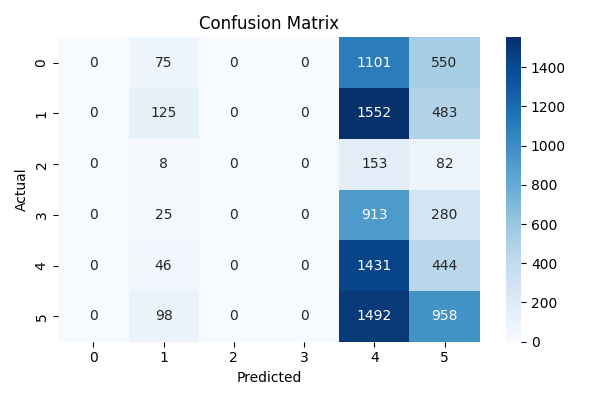 Confusion Matrix
0 0 75 0 0 1101 550
1 0 125 0 0 1552 483
2 0 8 0 0 153 82
3 0 25 0 0 913 280
4 0 46 0 0 1431 444
5 0 98 0 0 1492 958
0 1 2 3 4 5
Predicted
Actual
1400
1200
1000
800
600
400
200
0